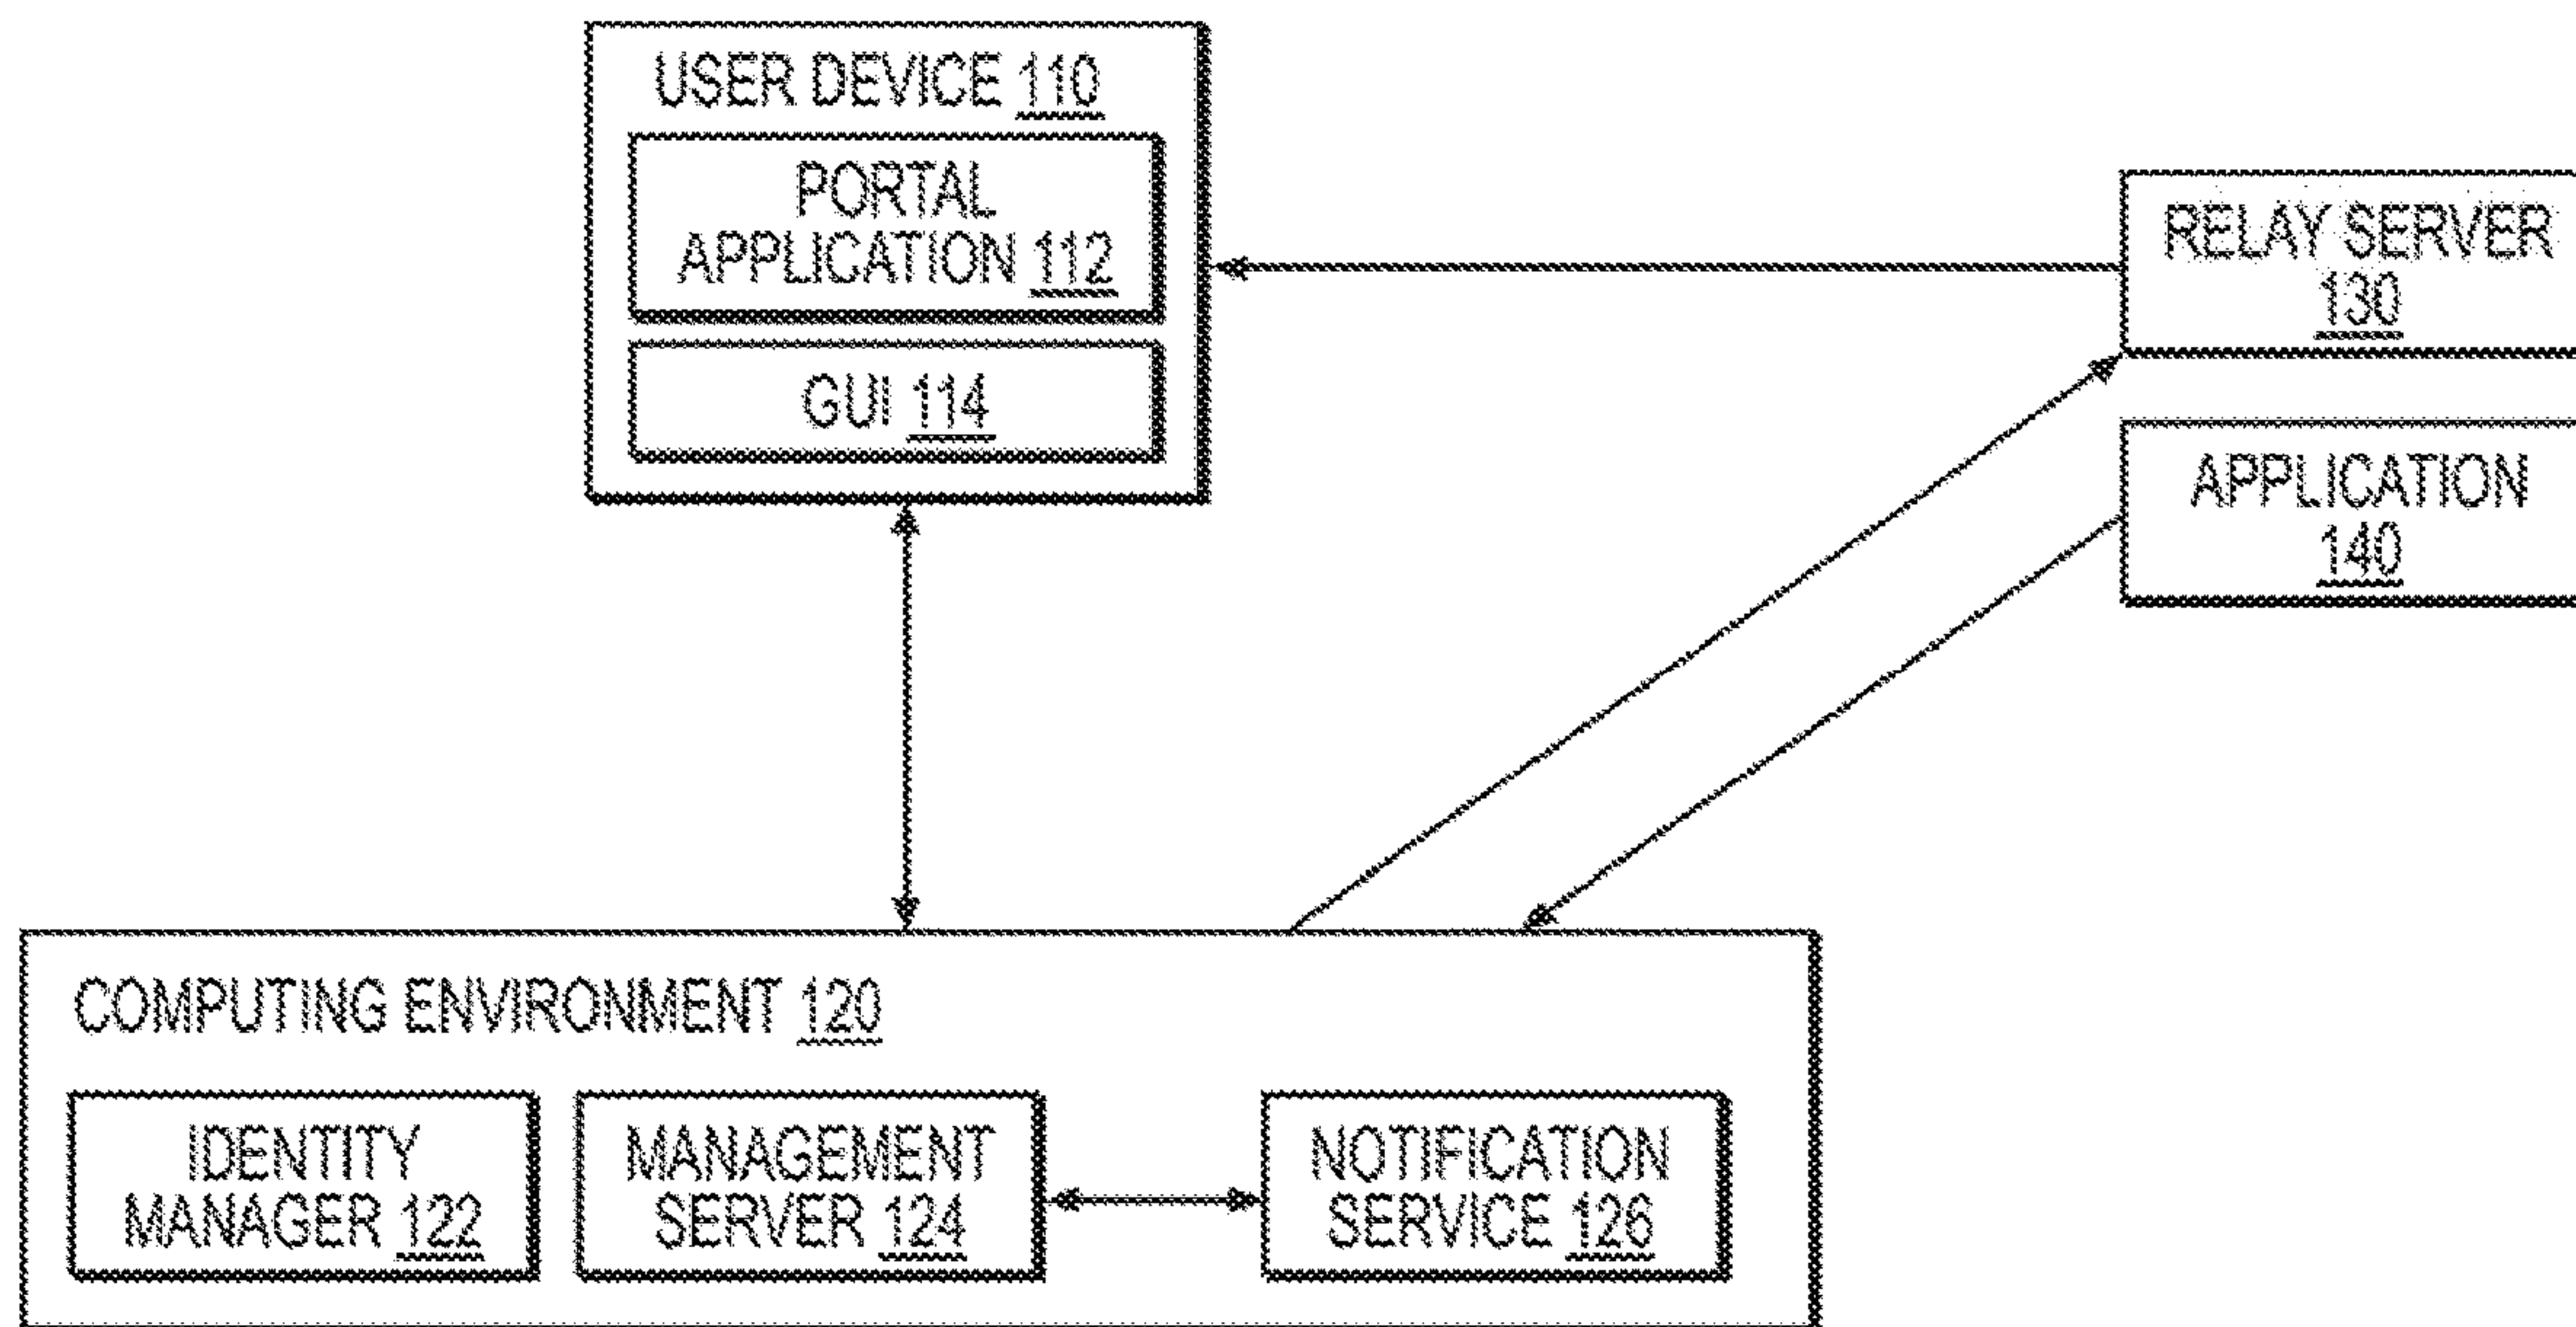 USER DEVICE 110
PORTAL
APPLICATION 112
GUI 114
RELAY SERVER
130
APPLICATION
140
COMPUTING ENVIRONMENT 120
IDENTITY
MANAGER 122
MANAGEMENT
SERVER 124
NOTIFICATION
SERVICE 126